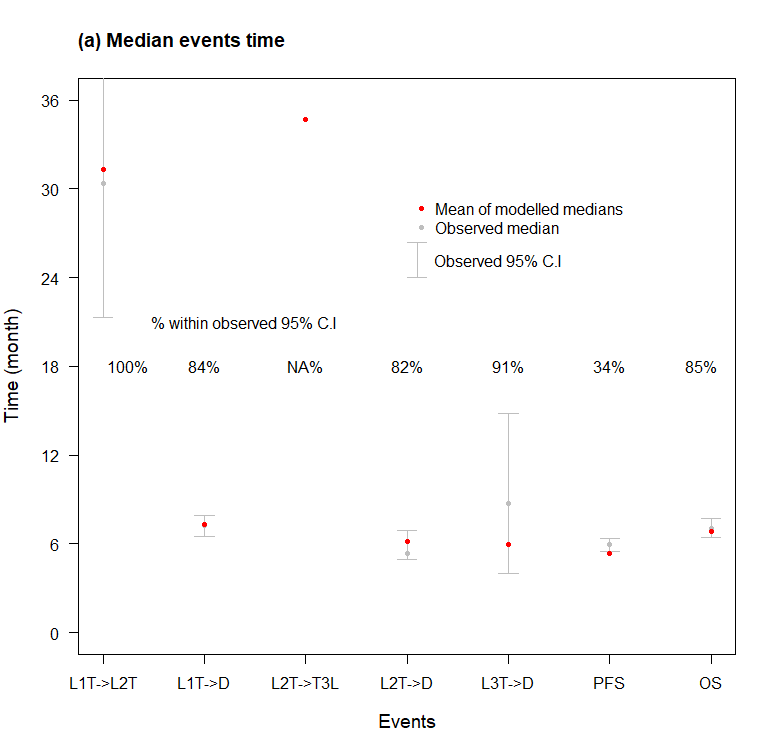 (a) Median events time
36
30
24
18
12
6
0
Time (month)
Mean of modelled medians
Observed median
Observed 95% C.I
% within observed 95% C.I
100% 84% NA% 82% 91% 34% 85%
L1T->L2T L1T->D L2T->T3L L2T->D L3T->D PFS OS
Events